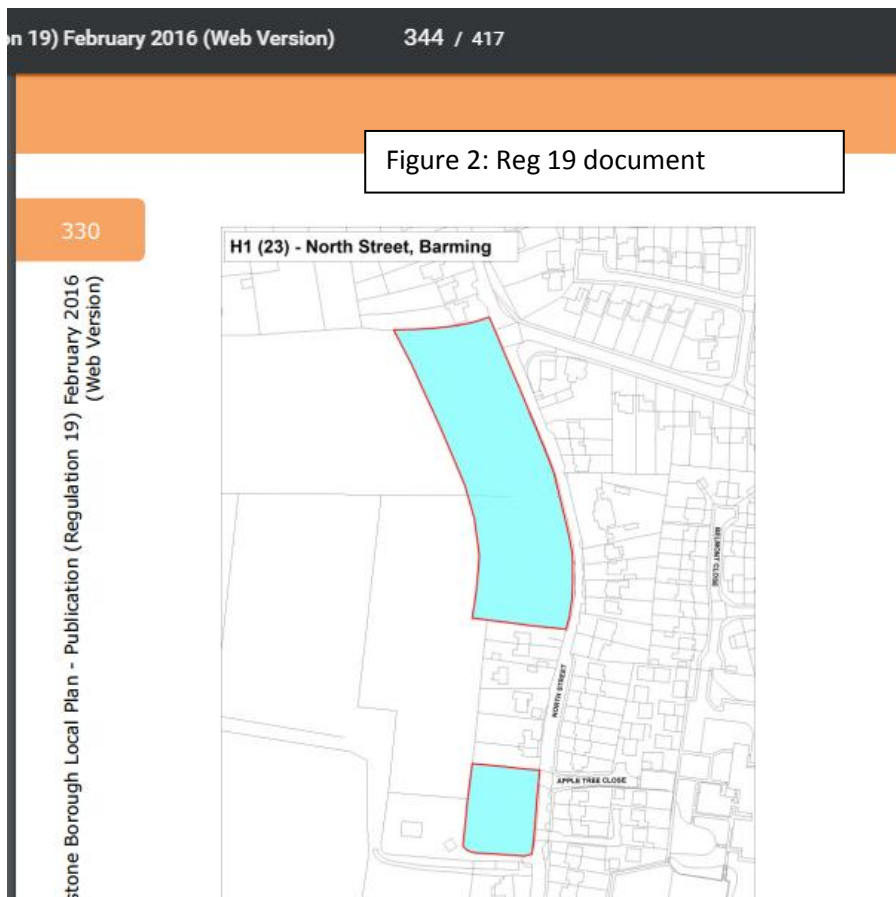 n 19) February 2016 (Web Version) 344 / 417
Figure 2: Reg 19 document
330
stone Borough Local Plan - Publication (Regulation 19) February 2016
(Web Version)
H1 (23) - North Street, Barming
BELMONT CLOSE
NORTH STREET
APPLE TREE CLOSE